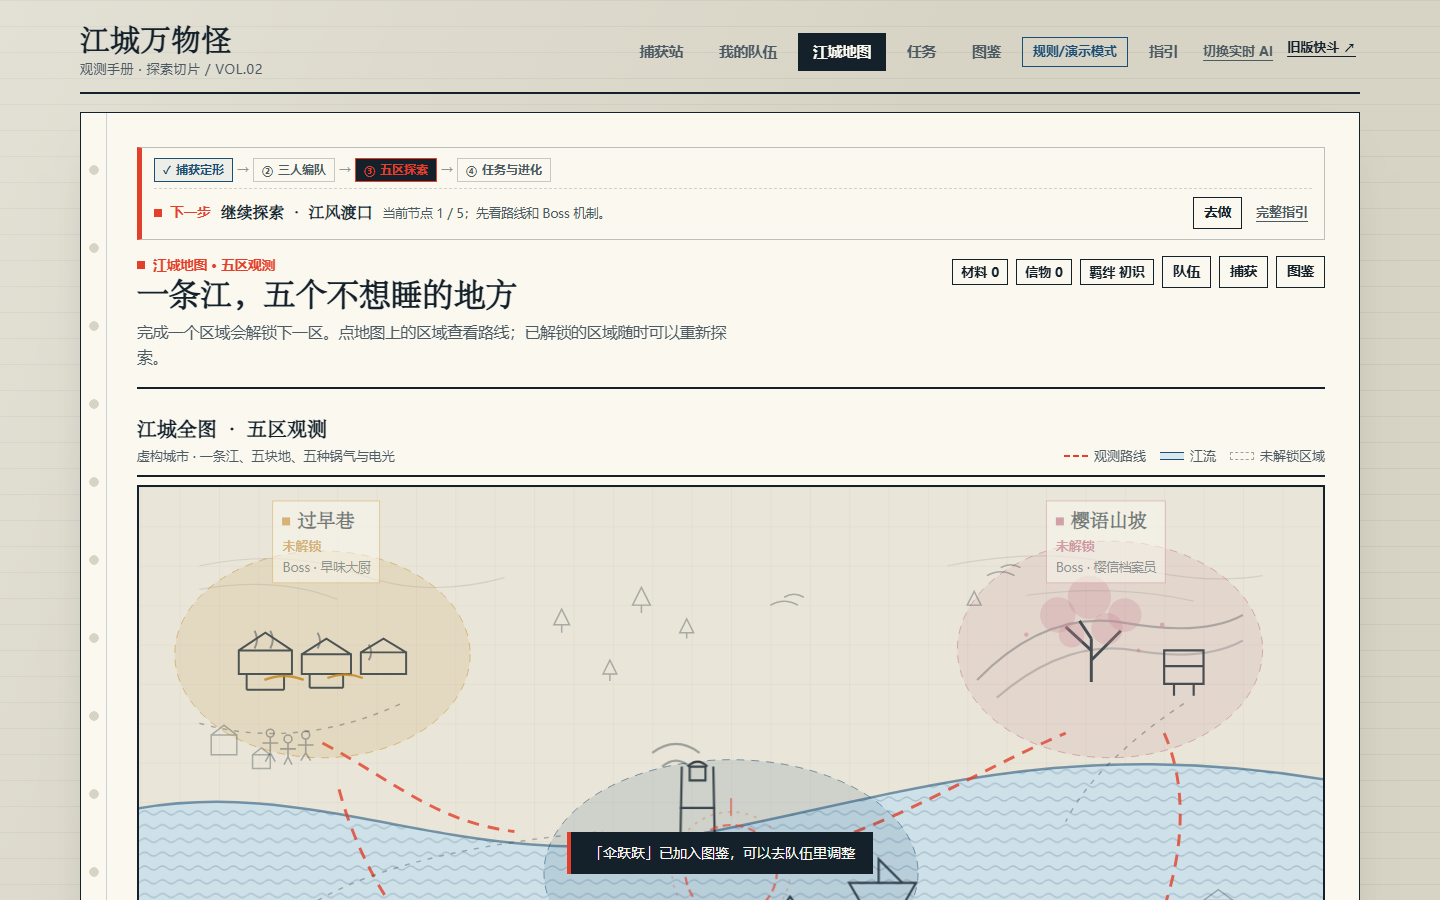 江城万物怪
观测手册 · 探索切片 / VOL.02
捕获站 我的队伍 江城地图 任务 图鉴 规则/演示模式 指引 切换实时 AI 旧版快斗 ↗
✓ 捕获定形 → ② 三人编队 → ③ 五区探索 → ④ 任务与进化
下一步 继续探索 · 江风渡口 当前节点 1 / 5；先看路线和 Boss 机制。 去做 完整指引
江城地图 • 五区观测
材料 0 信物 0 羁绊 初识 队伍 捕获 图鉴
一条江，五个不想睡的地方
完成一个区域会解锁下一区。点地图上的区域查看路线；已解锁的区域随时可以重新探
索。
江城全图 · 五区观测
虚构城市 · 一条江、五块地、五种锅气与电光
观测路线 江流 未解锁区域
过早巷
未解锁
Boss · 早味大厨
樱语山坡
未解锁
Boss · 樱信档案员
「伞跃跃」已加入图鉴，可以去队伍里调整